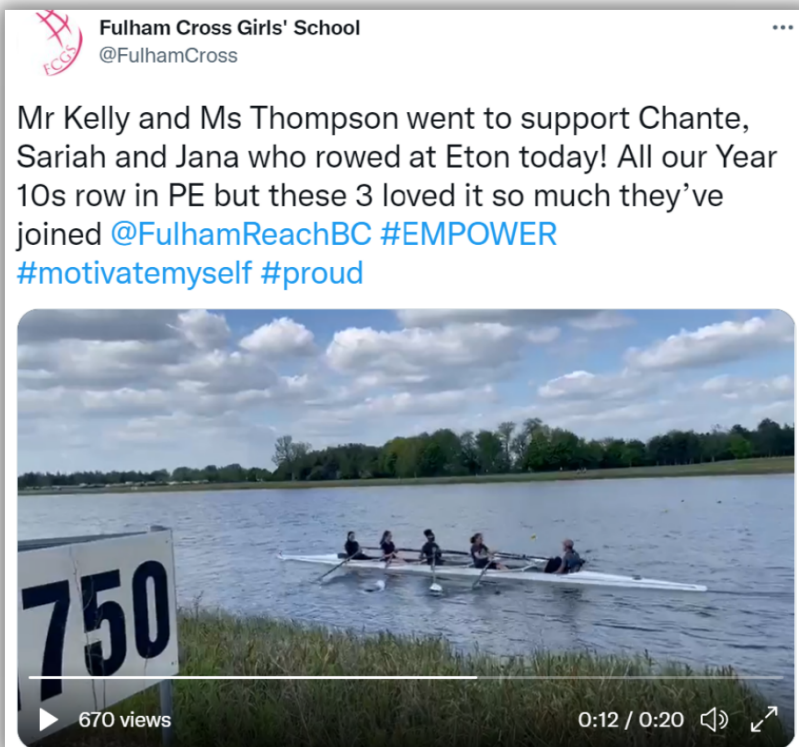 FCGS
Fulham Cross Girls' School
@FulhamCross
Mr Kelly and Ms Thompson went to support Chante,
Sariah and Jana who rowed at Eton today! All our Year
10s row in PE but these 3 loved it so much they’ve
joined @FulhamReachBC #EMPOWER
#motivatemyself #proud
750
670 views
0:12 / 0:20